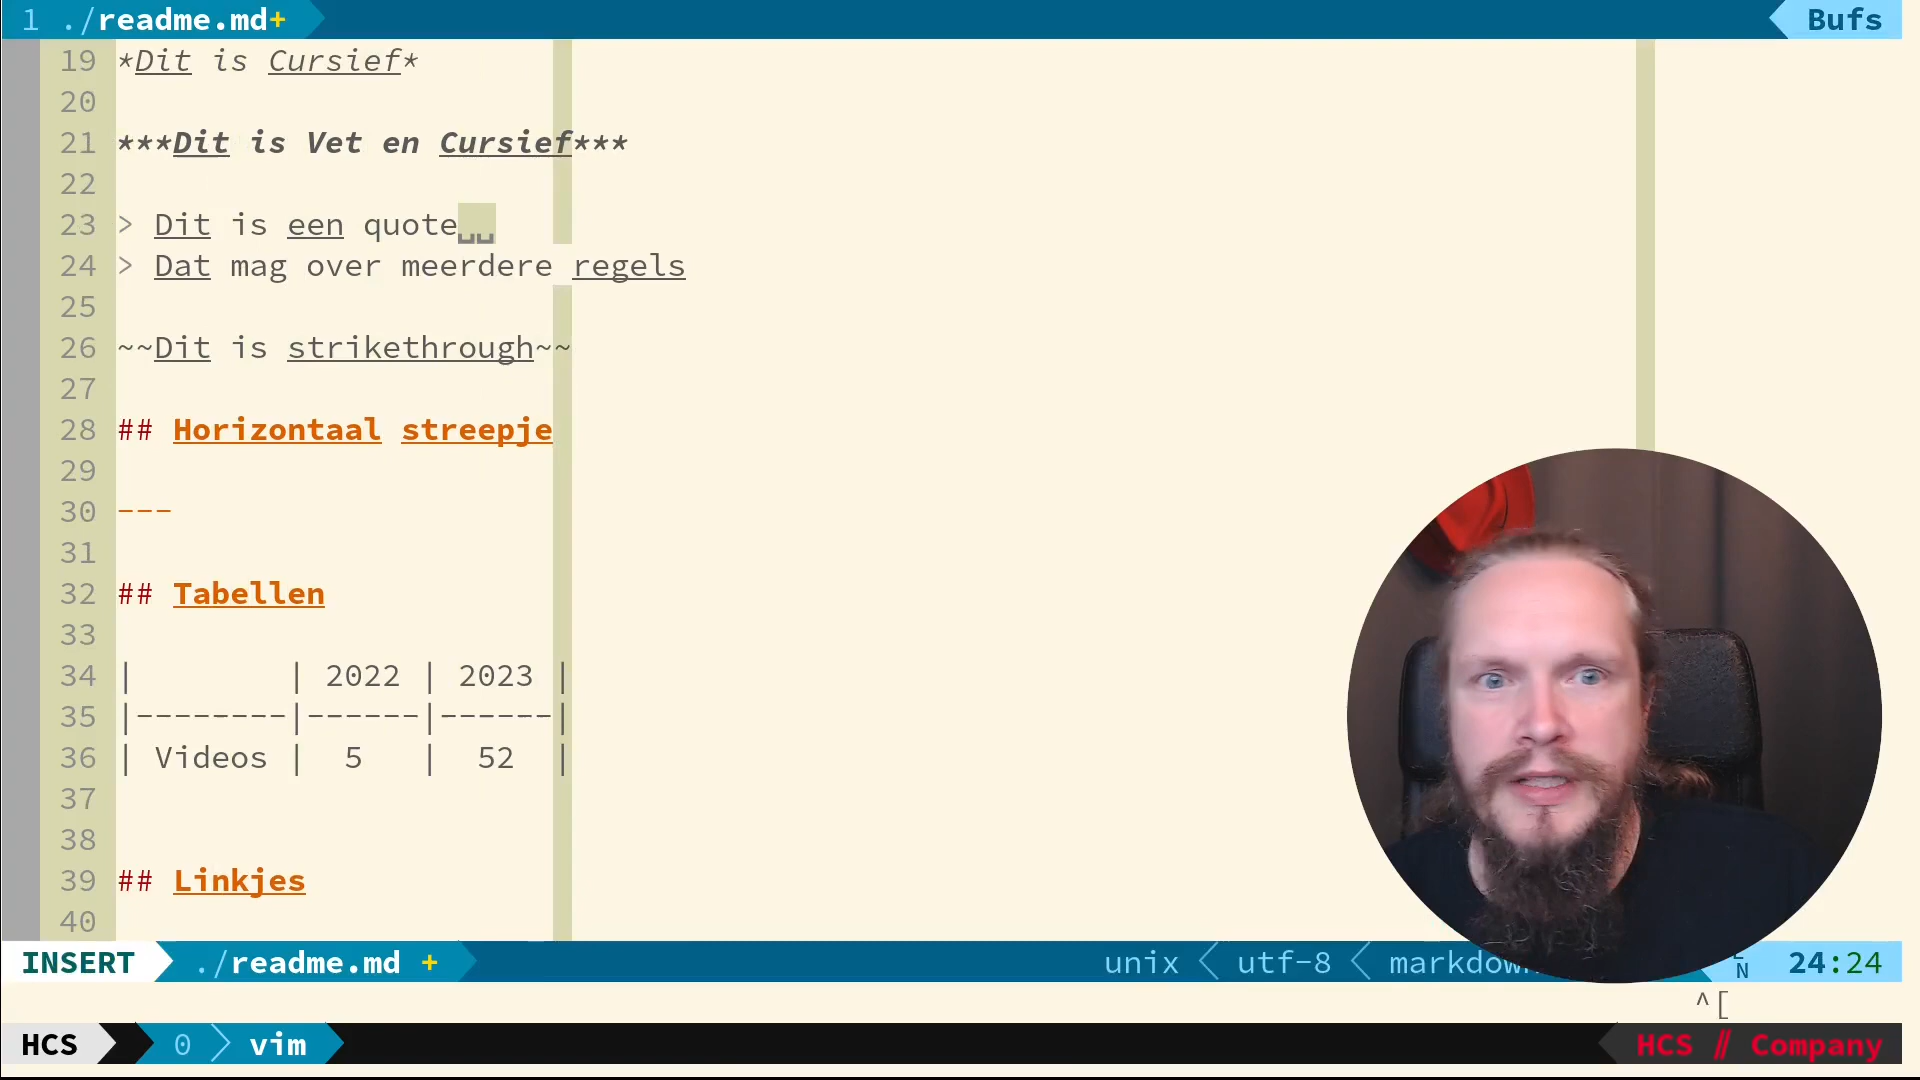 1 ./readme.md+ Bufs
19 *Dit is Cursief*
20
21 ***Dit is Vet en Cursief***
22
23 > Dit is een quote␣␣
24 > Dat mag over meerdere regels
25
26 ~~Dit is strikethrough~~
27
28 ## Horizontaal streepje
29
30 ---
31
32 ## Tabellen
33
34 |        | 2022 | 2023 |
35 |--------|------|------|
36 | Videos |  5   |  52  |
37
38
39 ## Linkjes
40
INSERT ./readme.md + unix utf-8 24:24
^[
HCS 0 vim HCS // Company